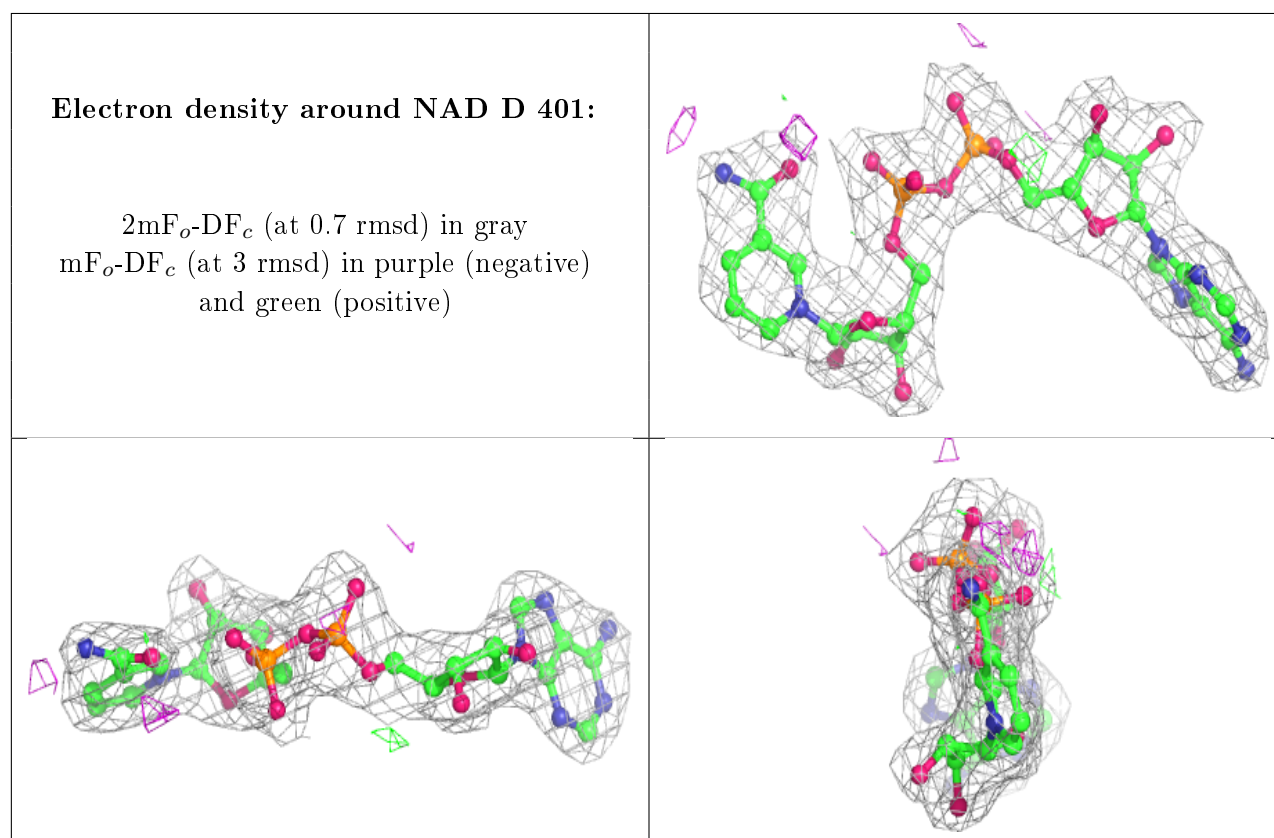 Electron density around NAD D 401:
2mFo-DFc (at 0.7 rmsd) in gray
mFo-DFc (at 3 rmsd) in purple (negative)
and green (positive)